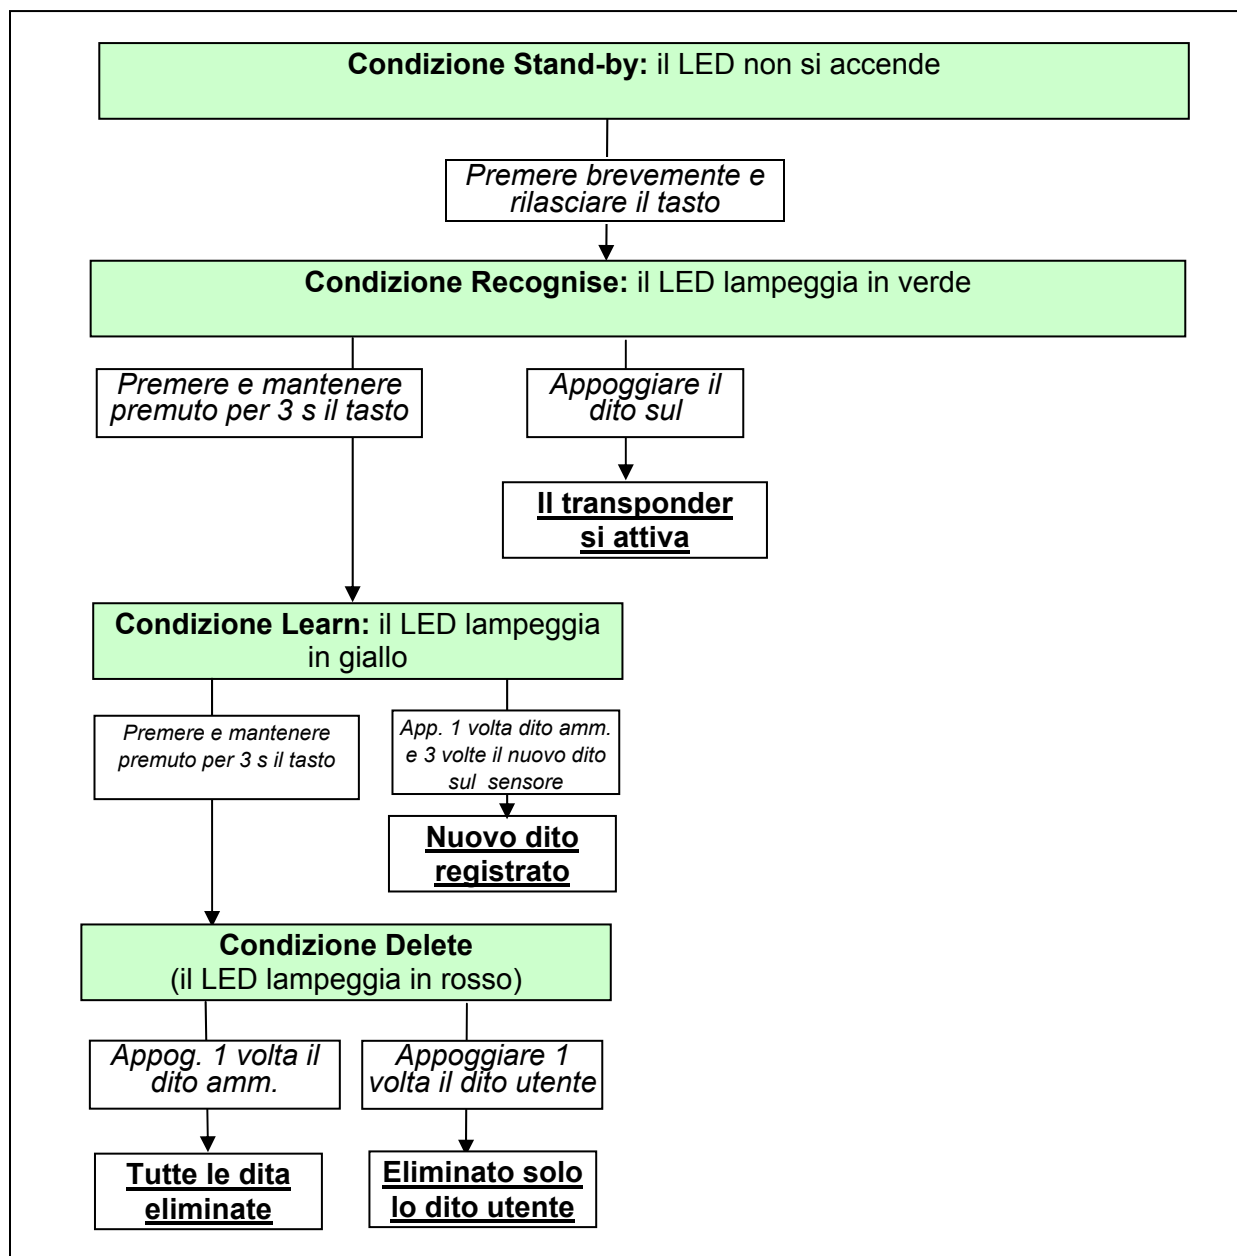 Condizione Stand-by: il LED non si accende
Premere brevemente e
rilasciare il tasto
Condizione Recognise: il LED lampeggia in verde
Premere e mantenere
premuto per 3 s il tasto
Appoggiare il
dito sul
Il transponder
si attiva
Condizione Learn: il LED lampeggia
in giallo
Premere e mantenere
premuto per 3 s il tasto
App. 1 volta dito amm.
e 3 volte il nuovo dito
sul sensore
Nuovo dito
registrato
Condizione Delete
(il LED lampeggia in rosso)
Appog. 1 volta il
dito amm.
Appoggiare 1
volta il dito utente
Tutte le dita
eliminate
Eliminato solo
lo dito utente